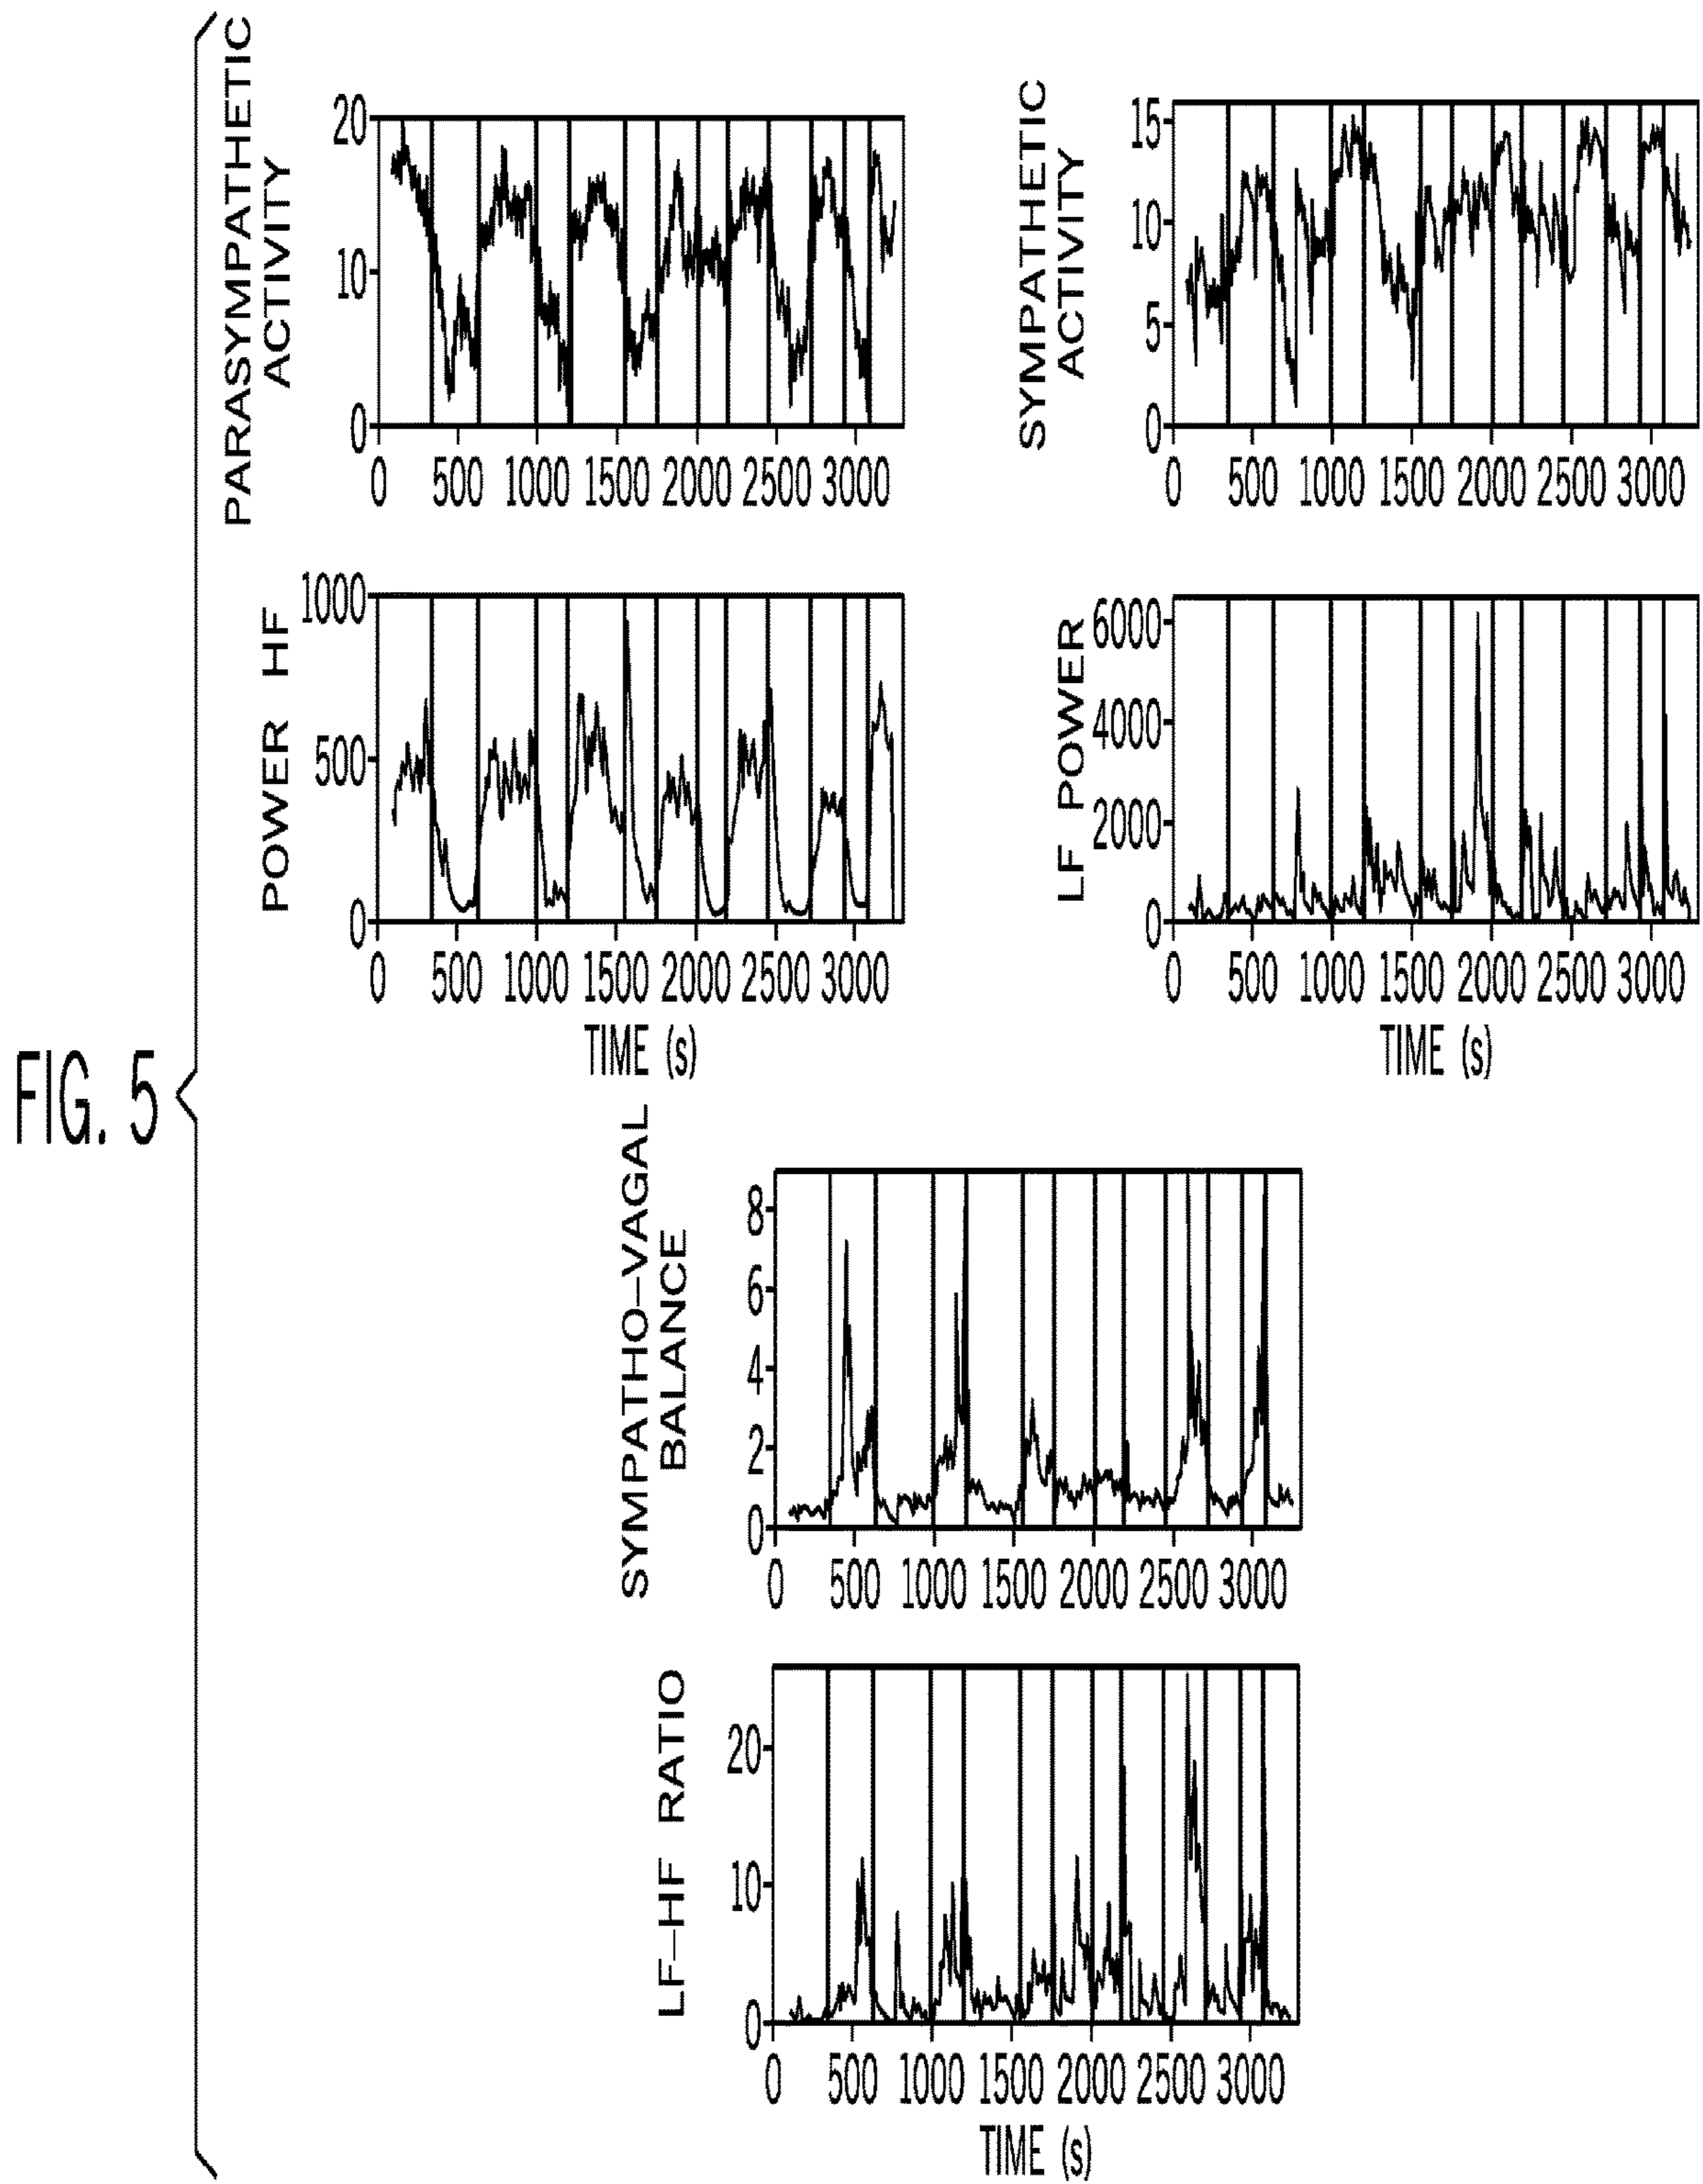 FIG. 5
PARASYMPATHETIC
ACTIVITY
20
10
0
0 500 1000 1500 2000 2500 3000
SYMPATHETIC
ACTIVITY
15
10
5
0
0 500 1000 1500 2000 2500 3000
POWER HF
1000
500
0
0 500 1000 1500 2000 2500 3000
TIME (s)
LF POWER
6000
4000
2000
0
0 500 1000 1500 2000 2500 3000
TIME (s)
SYMPATHO-VAGAL
BALANCE
8
6
4
2
0
0 500 1000 1500 2000 2500 3000
LF-HF RATIO
20
10
0
0 500 1000 1500 2000 2500 3000
TIME (s)